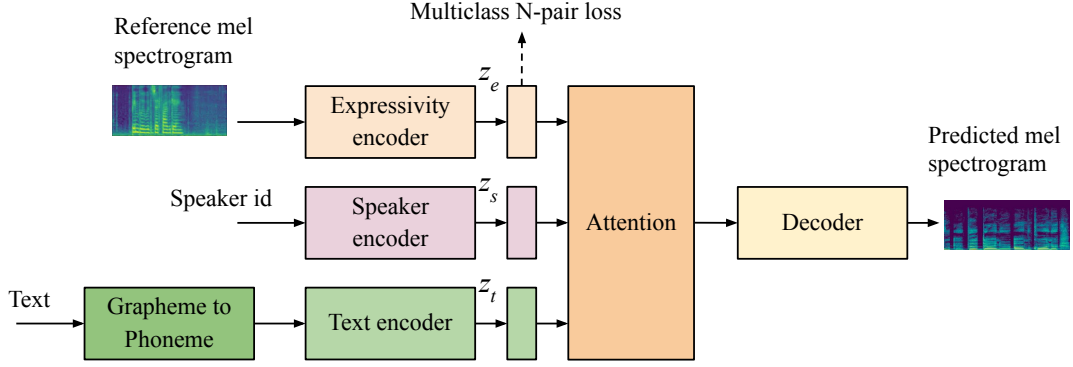 Multiclass N-pair loss
Reference mel
spectrogram
z_e
Expressivity
encoder
Predicted mel
spectrogram
Speaker id
z_s
Speaker
encoder
Attention
Decoder
Text
Grapheme to
Phoneme
z_t
Text encoder